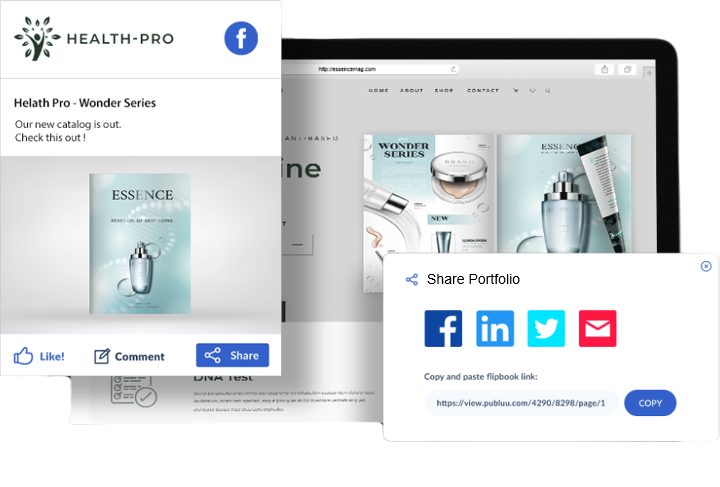 HEALTH-PRO
Helath Pro - Wonder Series
Our new catalog is out.
Check this out !
ESSENCE
REVERSAL OF SKIN AGING
Like!
Comment
Share
http://essencemag.com
HOME ABOUT SHOP CONTACT
ANT-BASED
ine
WONDER
SERIES
BRAND
NEW
ESSENCE
DNA Test
Share Portfolio
Copy and paste flipbook link:
https://view.publuu.com/4290/8298/page/1
COPY